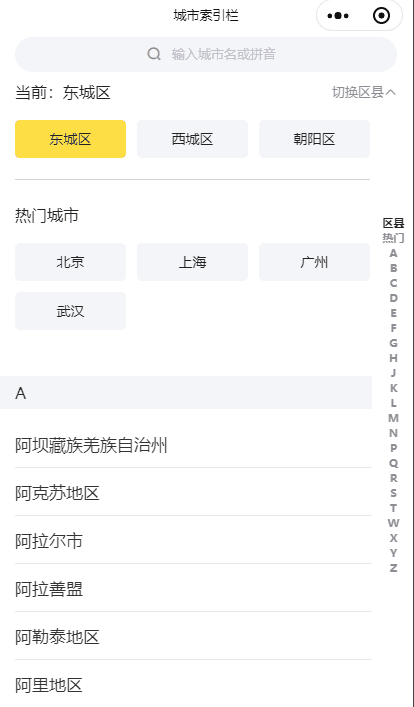 城市索引栏
输入城市名或拼音
当前：东城区
切换区县
东城区 西城区 朝阳区
热门城市
北京 上海 广州
武汉
A
阿坝藏族羌族自治州
阿克苏地区
阿拉尔市
阿拉善盟
阿勒泰地区
阿里地区
区县
热门
A
B
C
D
E
F
G
H
J
K
L
M
N
P
Q
R
S
T
W
X
Y
Z